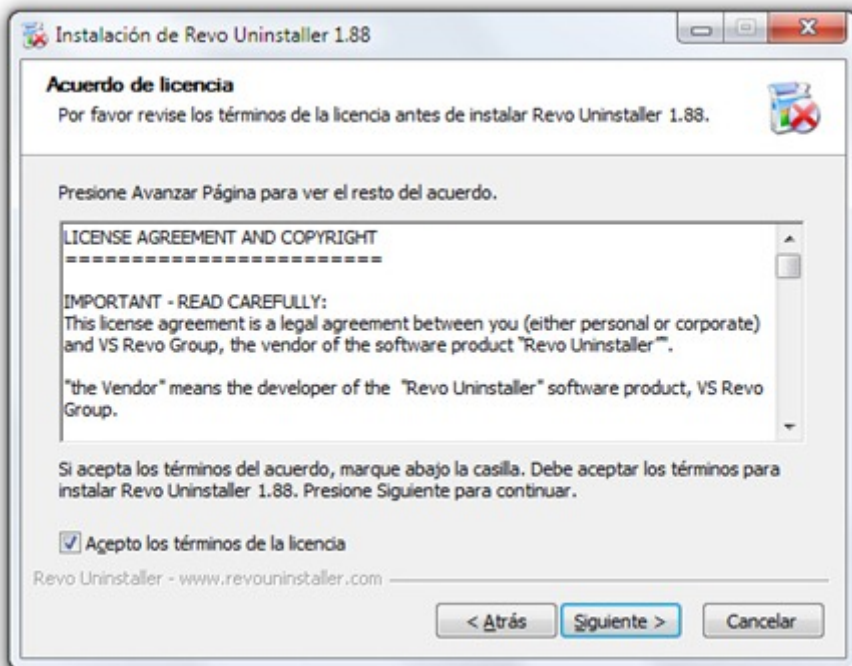 Instalación de Revo Uninstaller 1.88
Acuerdo de licencia
Por favor revise los términos de la licencia antes de instalar Revo Uninstaller 1.88.
Presione Avanzar Página para ver el resto del acuerdo.
LICENSE AGREEMENT AND COPYRIGHT
==========================
IMPORTANT - READ CAREFULLY:
This license agreement is a legal agreement between you (either personal or corporate)
and VS Revo Group, the vendor of the software product "Revo Uninstaller"".
"the Vendor" means the developer of the  "Revo Uninstaller" software product, VS Revo
Group.
Si acepta los términos del acuerdo, marque abajo la casilla. Debe aceptar los términos para
instalar Revo Uninstaller 1.88. Presione Siguiente para continuar.
Acepto los términos de la licencia
Revo Uninstaller - www.revouninstaller.com
< Atrás
Siguiente >
Cancelar